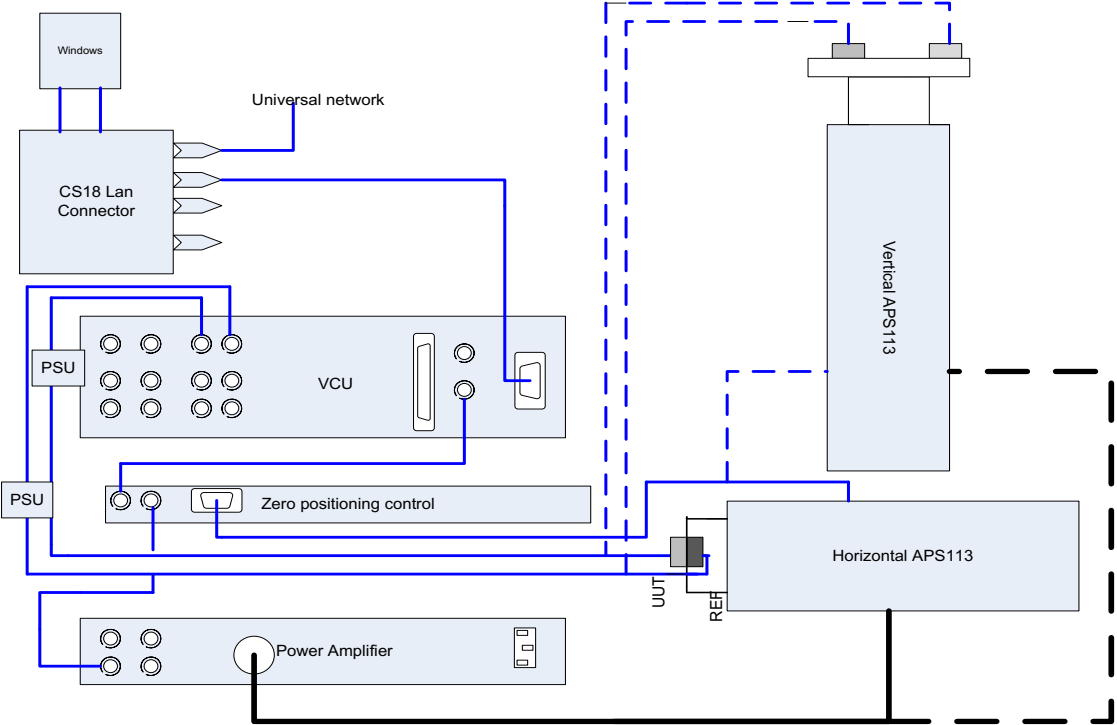 Windows
Universal network
CS18 Lan
Connector
Vertical APS113
PSU
VCU
PSU
Zero positioning control
Horizontal APS113
UUT
REF
Power Amplifier